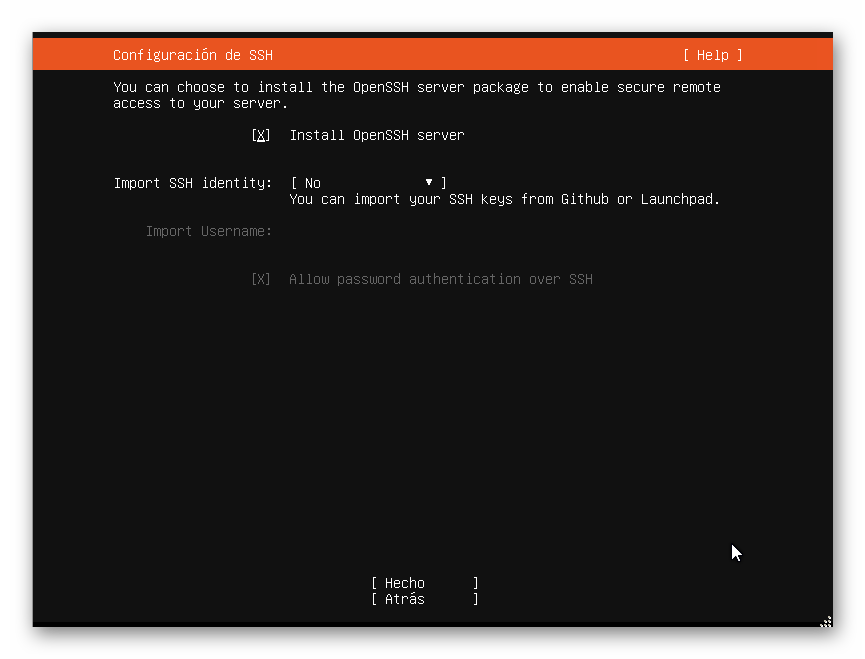 Configuración de SSH [ Help ]
You can choose to install the OpenSSH server package to enable secure remote
access to your server.
[X] Install OpenSSH server
Import SSH identity: [ No ▼ ]
You can import your SSH keys from Github or Launchpad.
Import Username:
[X] Allow password authentication over SSH
[ Hecho ]
[ Atrás ]